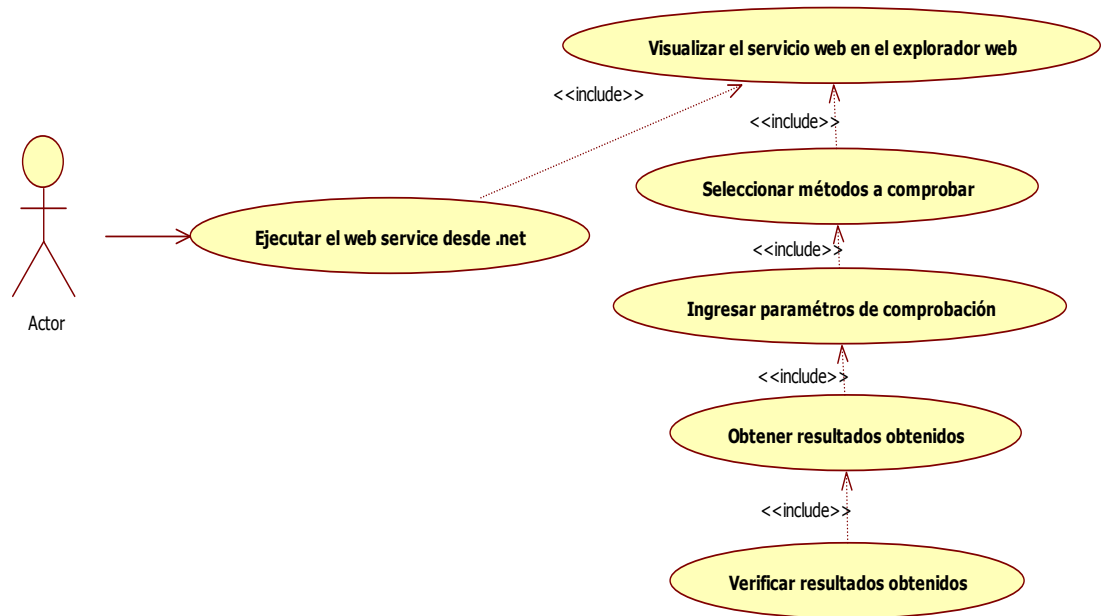 Visualizar el servicio web en el explorador web
<<include>>
<<include>>
Seleccionar métodos a comprobar
Ejecutar el web service desde .net
<<include>>
Ingresar paramétros de comprobación
Actor
<<include>>
Obtener resultados obtenidos
<<include>>
Verificar resultados obtenidos